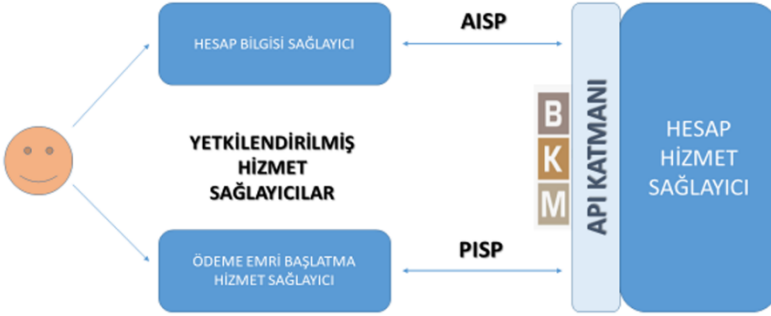 HESAP BİLGİSİ SAĞLAYICI
AISP
YETKİLENDİRİLMİŞ
HİZMET
SAĞLAYICILAR
B
K
M
API KATMANI
HESAP
HİZMET
SAĞLAYICI
ÖDEME EMRİ BAŞLATMA
HİZMET SAĞLAYICI
PISP